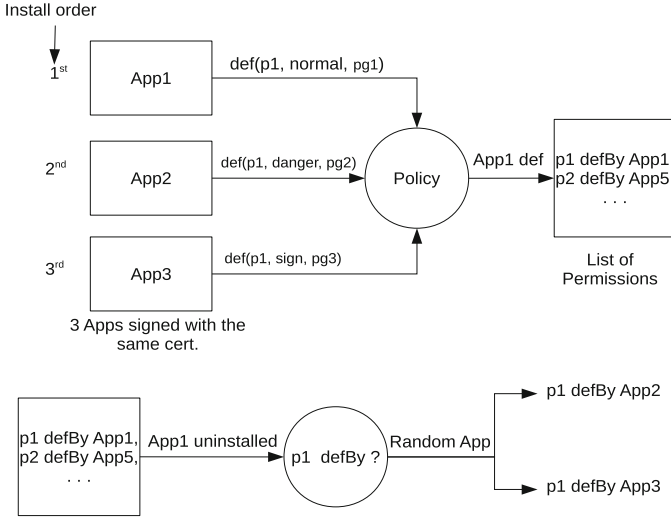 Install order
1st
App1
def(p1, normal, pg1)
2nd
App2
def(p1, danger, pg2)
Policy
App1 def
p1 defBy App1
p2 defBy App5
. . .
3rd
App3
def(p1, sign, pg3)
List of
Permissions
3 Apps signed with the
same cert.
p1 defBy App1,
p2 defBy App5,
. . .
App1 uninstalled
p1 defBy ?
Random App
p1 defBy App2
p1 defBy App3